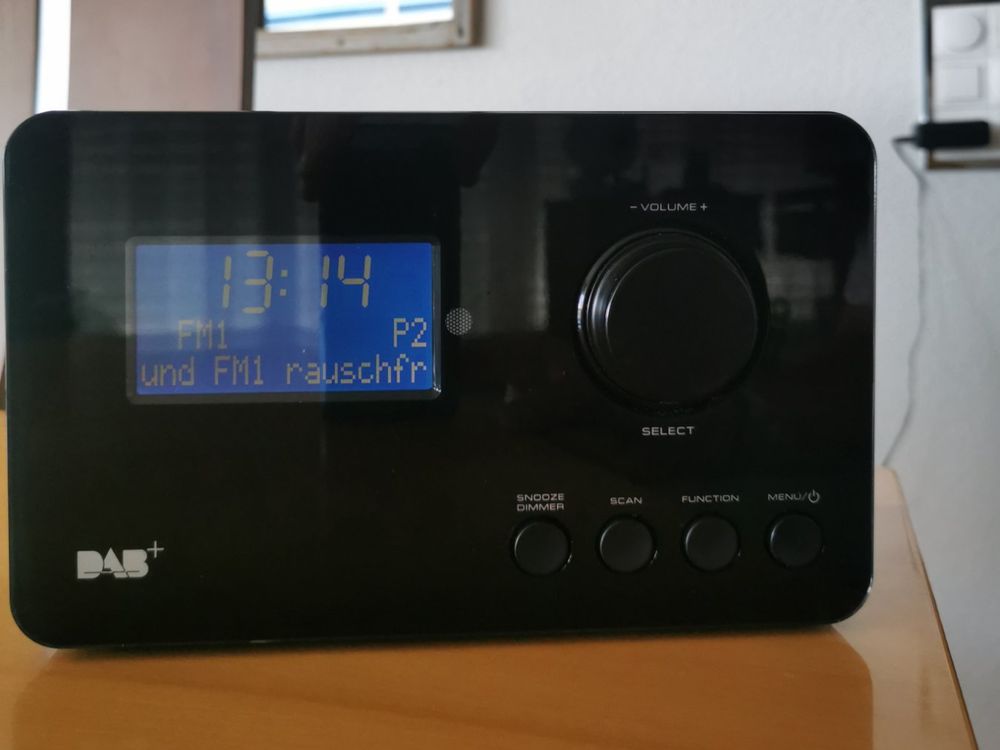 - VOLUME +
13:14
FM1 P2
und FM1 rauschfr
SELECT
SNOOZE
DIMMER
SCAN
FUNCTION
MENU/⏻
DAB+